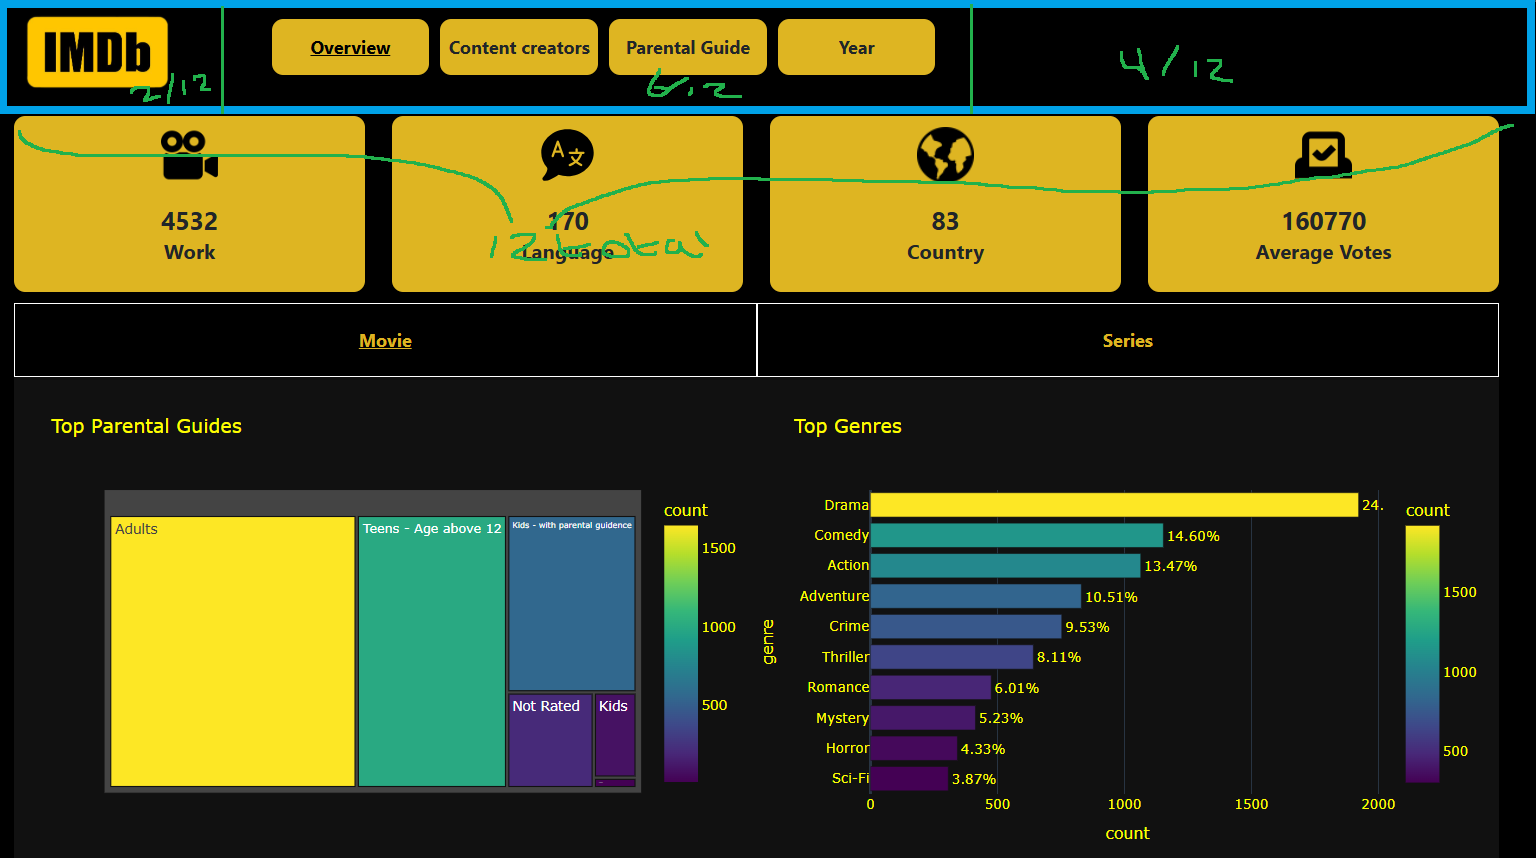 IMDb
Overview
Content creators
Parental Guide
Year
2/12
6/12
4/12
4532
Work
170
Language
83
Country
160770
Average Votes
12 total
Movie
Series
Top Parental Guides
Adults
Teens - Age above 12
Kids - with parental guidence
Not Rated
Kids
count
1500
1000
500
Top Genres
genre
Drama 24.
Comedy 14.60%
Action 13.47%
Adventure 10.51%
Crime 9.53%
Thriller 8.11%
Romance 6.01%
Mystery 5.23%
Horror 4.33%
Sci-Fi 3.87%
0 500 1000 1500 2000
count
count
1500
1000
500